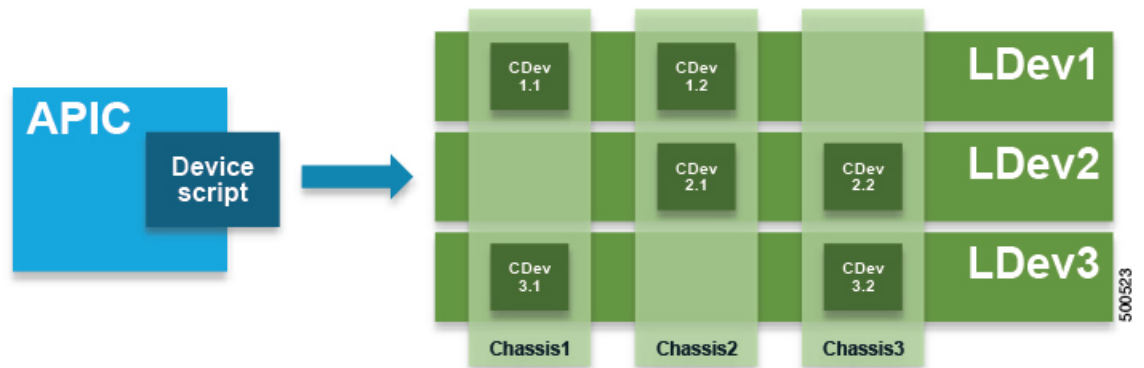 APIC
Device
script
CDev
1.1
CDev
1.2
LDev1
CDev
2.1
CDev
2.2
LDev2
CDev
3.1
CDev
3.2
LDev3
Chassis1
Chassis2
Chassis3
500523